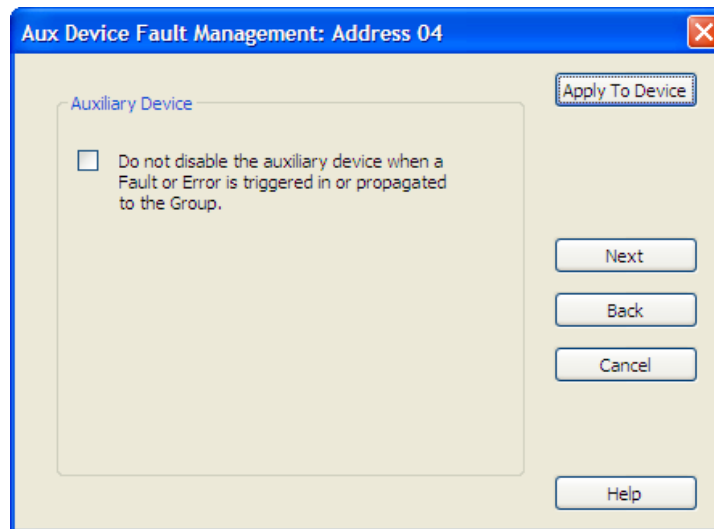 Aux Device Fault Management: Address 04
Apply To Device
Auxiliary Device
Do not disable the auxiliary device when a
Fault or Error is triggered in or propagated
to the Group.
Next
Back
Cancel
Help